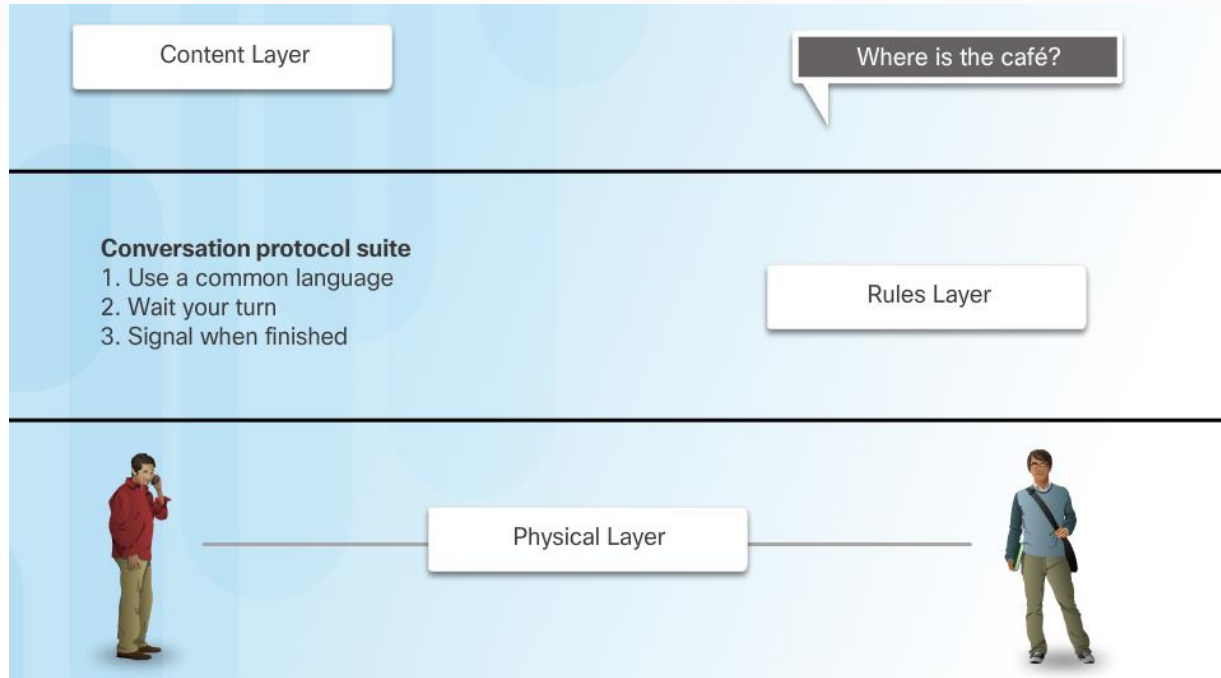 Content Layer
Where is the café?
Conversation protocol suite
1. Use a common language
2. Wait your turn
3. Signal when finished
Rules Layer
Physical Layer